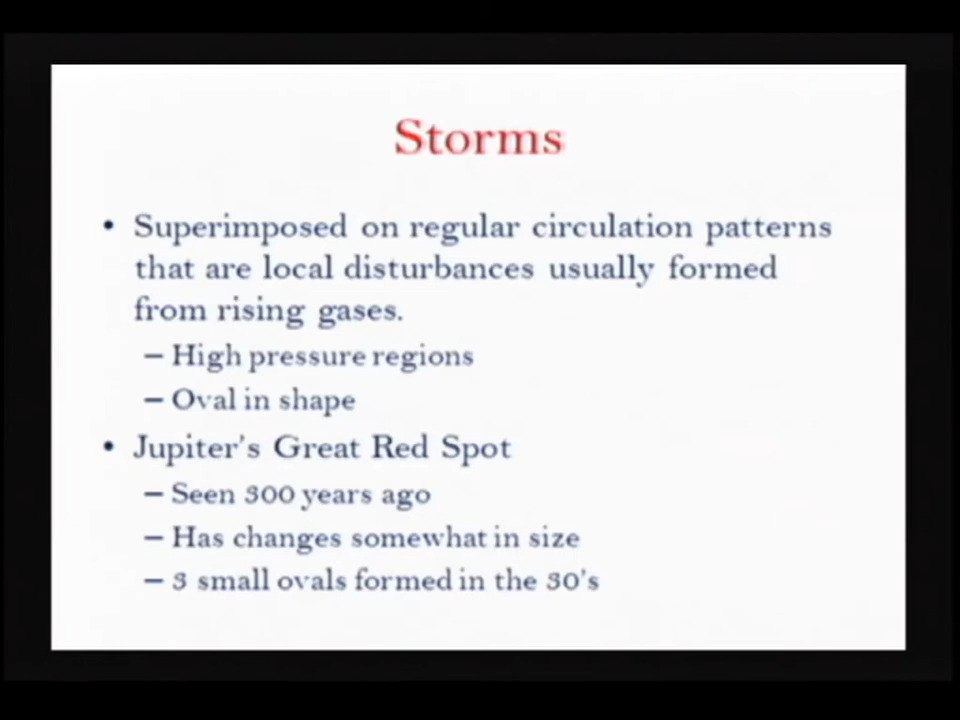 Storms
• Superimposed on regular circulation patterns
that are local disturbances usually formed
from rising gases.
– High pressure regions
– Oval in shape
• Jupiter's Great Red Spot
– Seen 300 years ago
– Has changes somewhat in size
– 3 small ovals formed in the 30's